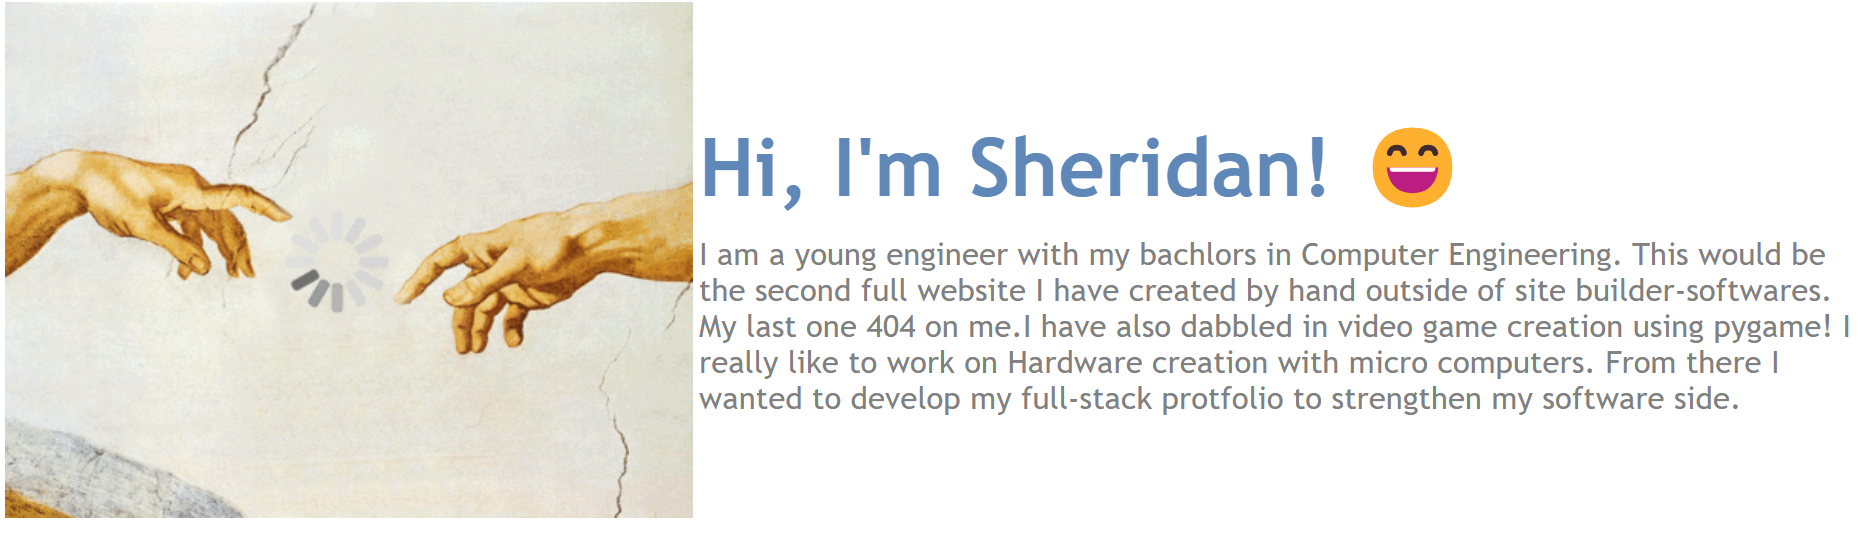 Hi, I'm Sheridan! 😄
I am a young engineer with my bachlors in Computer Engineering. This would be
the second full website I have created by hand outside of site builder-softwares.
My last one 404 on me.I have also dabbled in video game creation using pygame! I
really like to work on Hardware creation with micro computers. From there I
wanted to develop my full-stack protfolio to strengthen my software side.